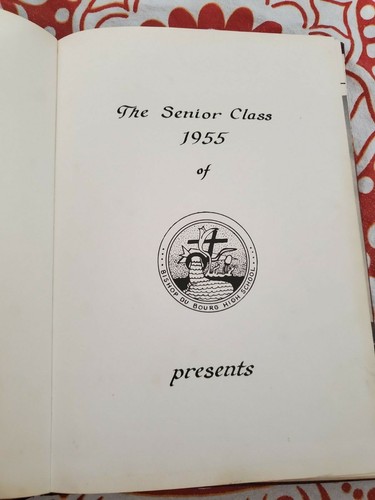 The Senior Class
1955
of
· BISHOP DU BOURG HIGH SCHOOL ·
presents